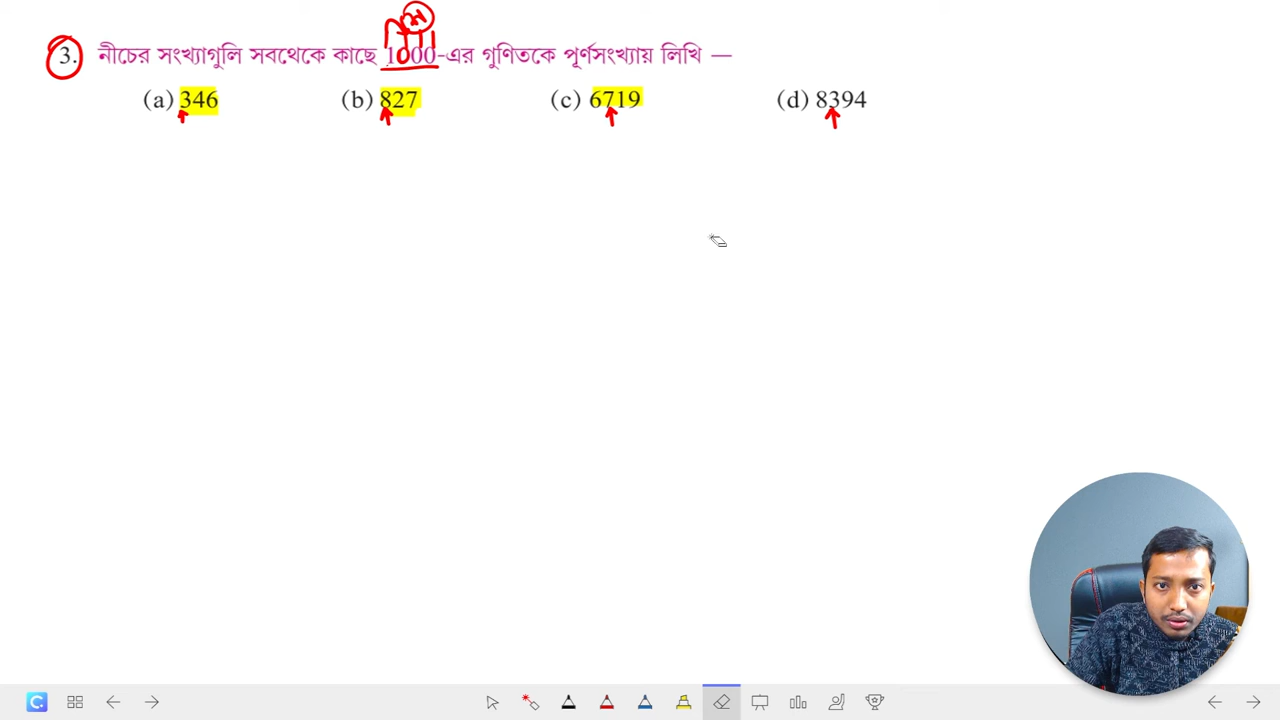 3. নীচের সংখ্যাগুলি সবথেকে কাছে 1000-এর গুণিতকে পূর্ণসংখ্যায় লিখি —
(a) 346 (b) 827 (c) 6719 (d) 8394